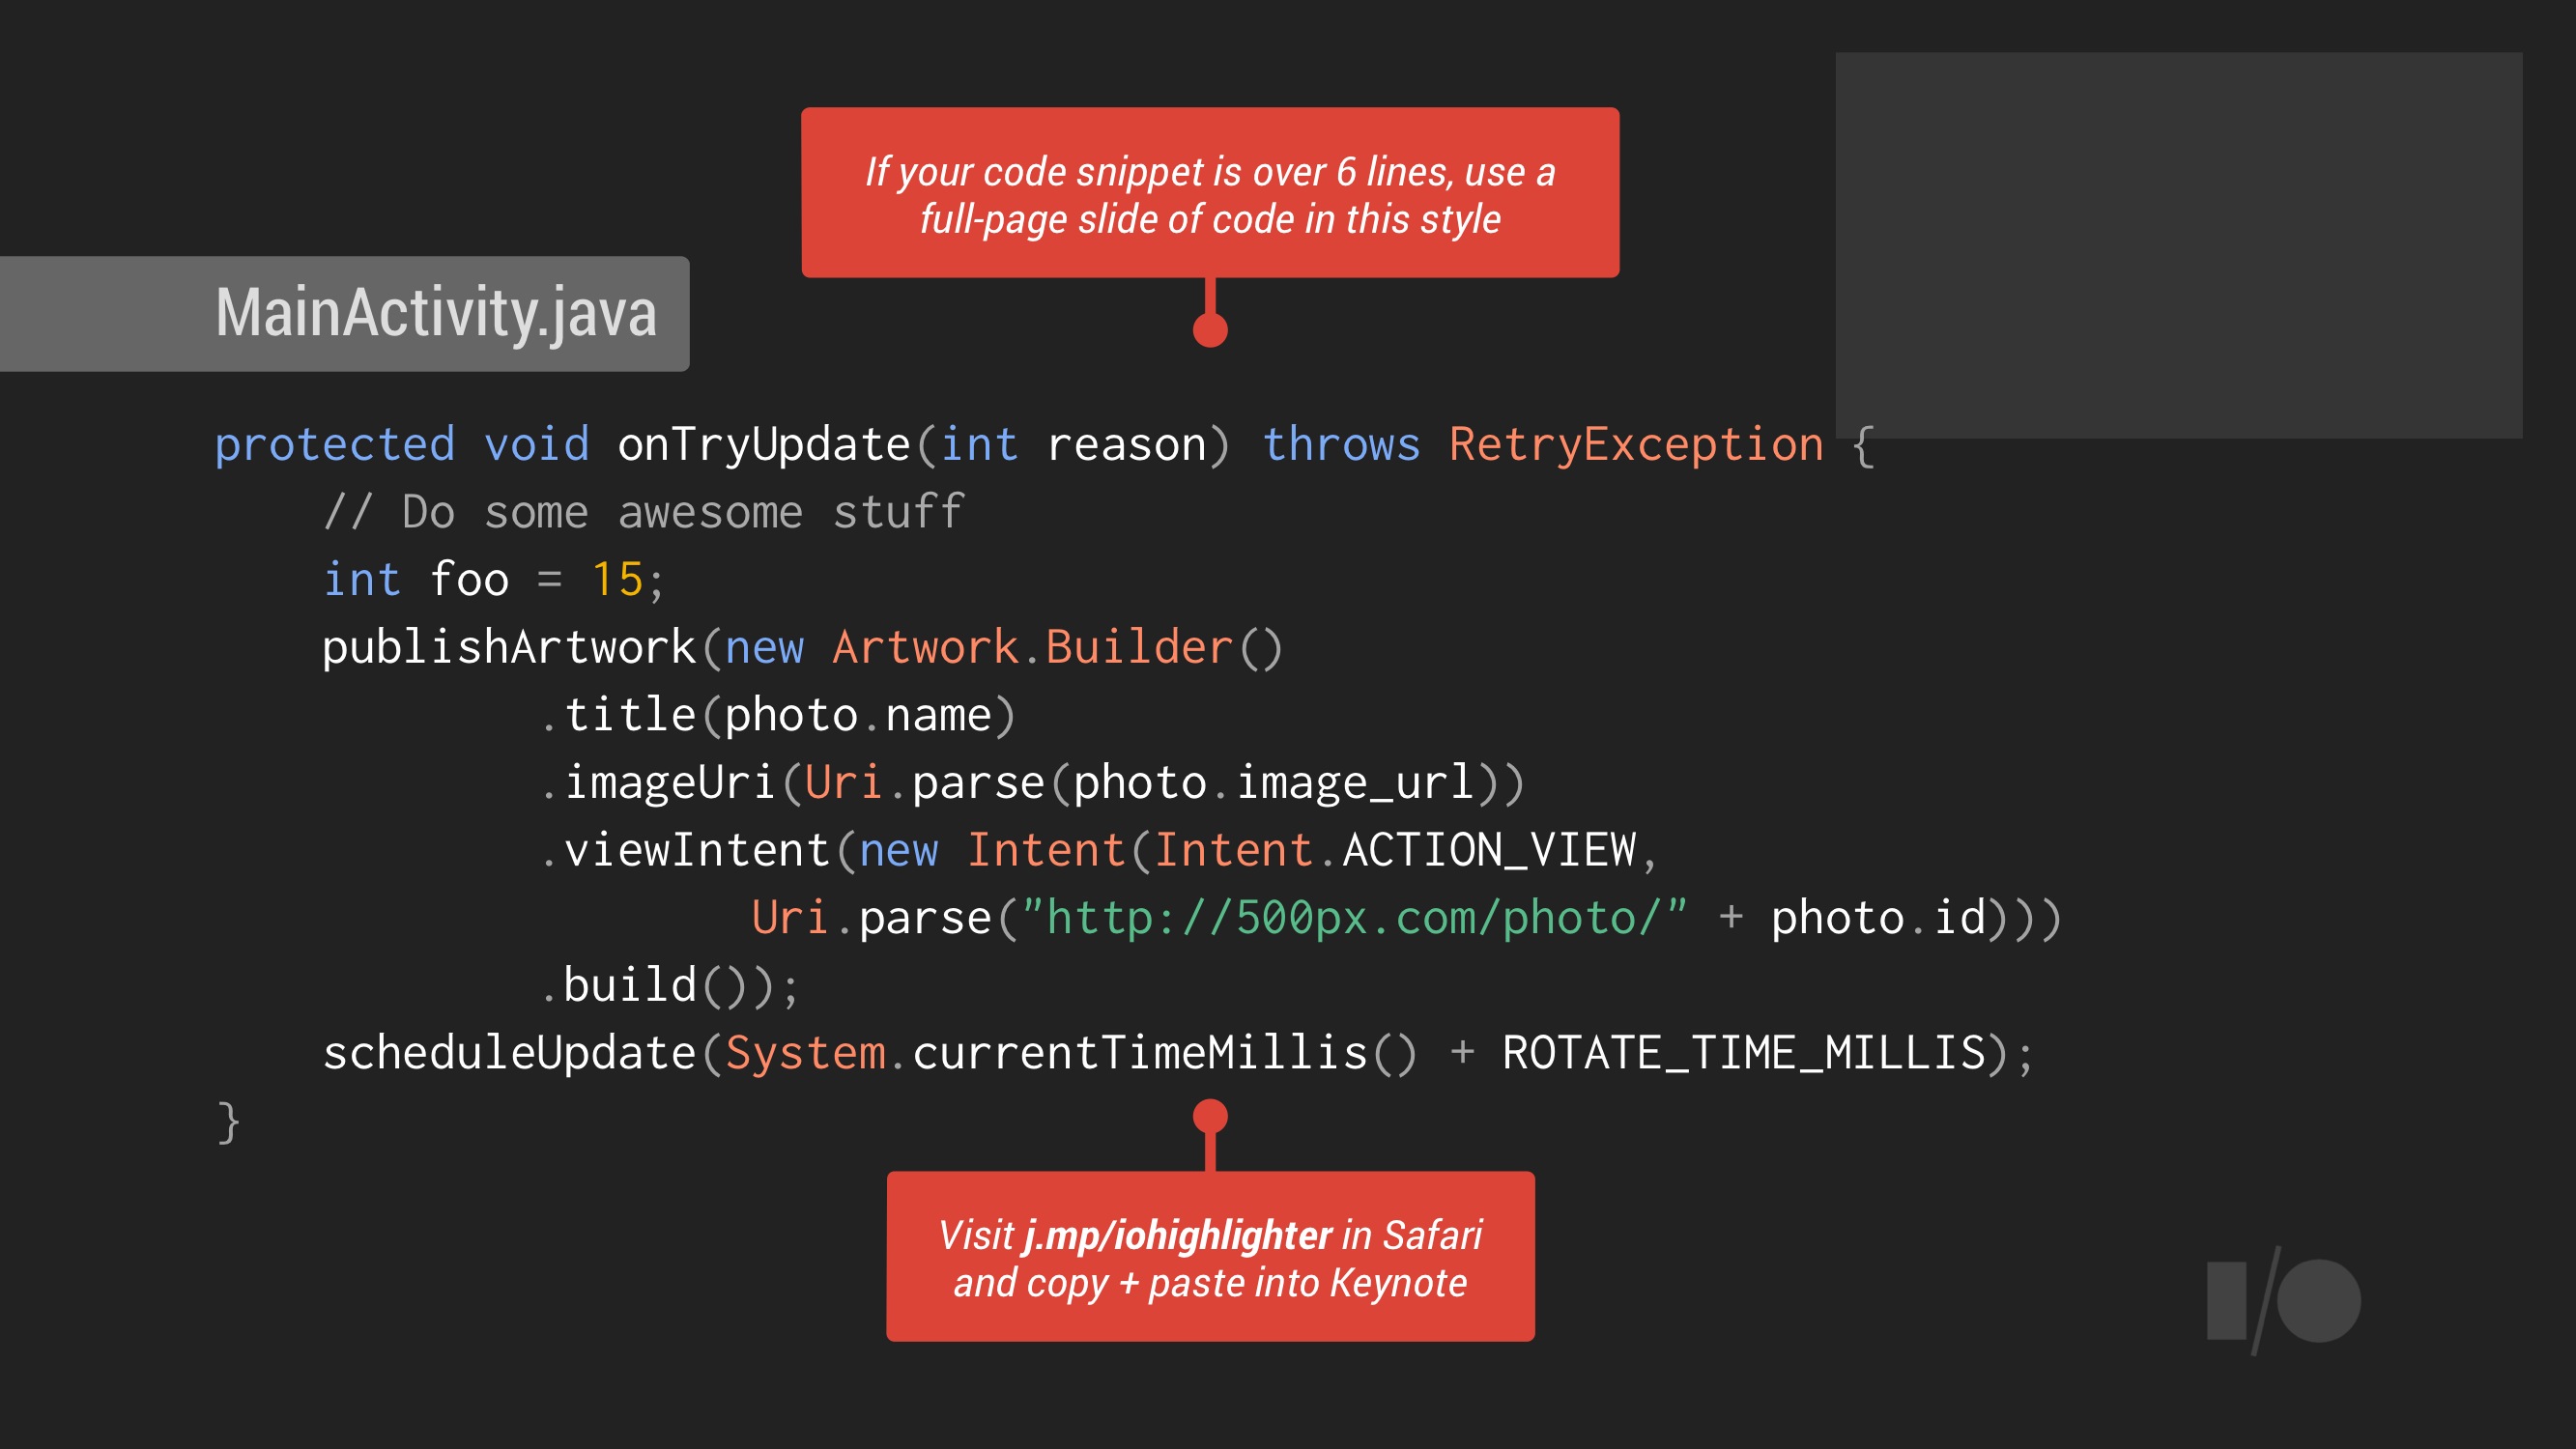 If your code snippet is over 6 lines, use a
full-page slide of code in this style
MainActivity.java
protected void onTryUpdate(int reason) throws RetryException {
    // Do some awesome stuff
    int foo = 15;
    publishArtwork(new Artwork.Builder()
            .title(photo.name)
            .imageUri(Uri.parse(photo.image_url))
            .viewIntent(new Intent(Intent.ACTION_VIEW,
                    Uri.parse("http://500px.com/photo/" + photo.id)))
            .build());
    scheduleUpdate(System.currentTimeMillis() + ROTATE_TIME_MILLIS);
}
Visit j.mp/iohighlighter in Safari
and copy + paste into Keynote
I/O